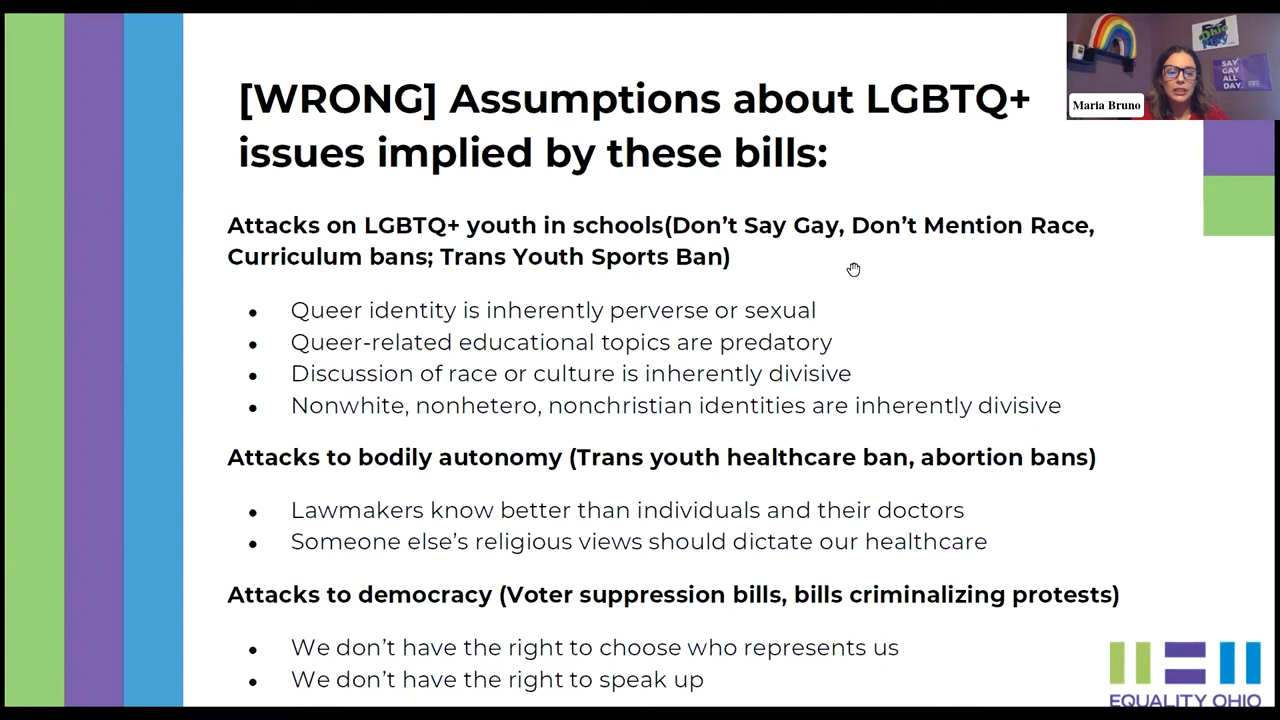 [WRONG] Assumptions about LGBTQ+
issues implied by these bills:
Ohio
SAY
GAY
ALL
DAY.
Maria Bruno
Attacks on LGBTQ+ youth in schools(Don’t Say Gay, Don’t Mention Race,
Curriculum bans; Trans Youth Sports Ban)
● Queer identity is inherently perverse or sexual
● Queer-related educational topics are predatory
● Discussion of race or culture is inherently divisive
● Nonwhite, nonhetero, nonchristian identities are inherently divisive
Attacks to bodily autonomy (Trans youth healthcare ban, abortion bans)
● Lawmakers know better than individuals and their doctors
● Someone else’s religious views should dictate our healthcare
Attacks to democracy (Voter suppression bills, bills criminalizing protests)
● We don’t have the right to choose who represents us
● We don’t have the right to speak up
EQUALITY OHIO